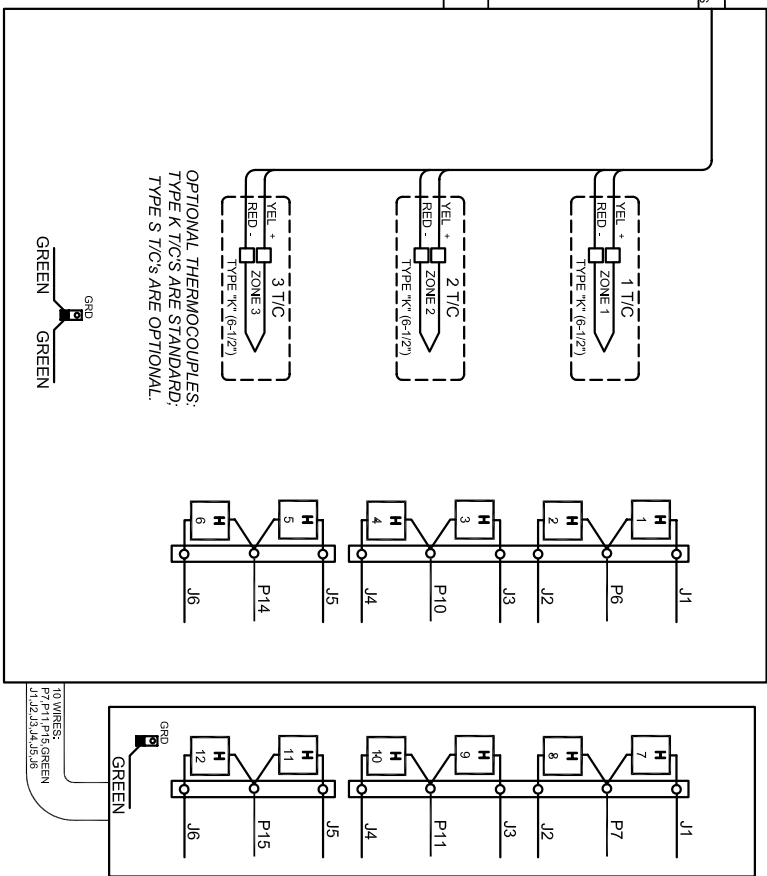 1 T/C
YEL +
ZONE 1
RED -
TYPE "K" (6-1/2")
2 T/C
YEL +
ZONE 2
RED -
TYPE "K" (6-1/2")
3 T/C
YEL +
ZONE 3
RED -
TYPE "K" (6-1/2")
OPTIONAL THERMOCOUPLES:
TYPE K T/C'S ARE STANDARD;
TYPE S T/C's ARE OPTIONAL.
GRD
GREEN
GREEN
H
1
H
2
H
3
H
4
H
5
H
6
J1
P6
J2
J3
P10
J4
J5
P14
J6
10 WIRES:
P7,P11,P15,GREEN
J1,J2,J3,J4,J5,J6
GRD
GREEN
H
7
H
8
H
9
H
10
H
11
H
12
J1
P7
J2
J3
P11
J4
J5
P15
J6